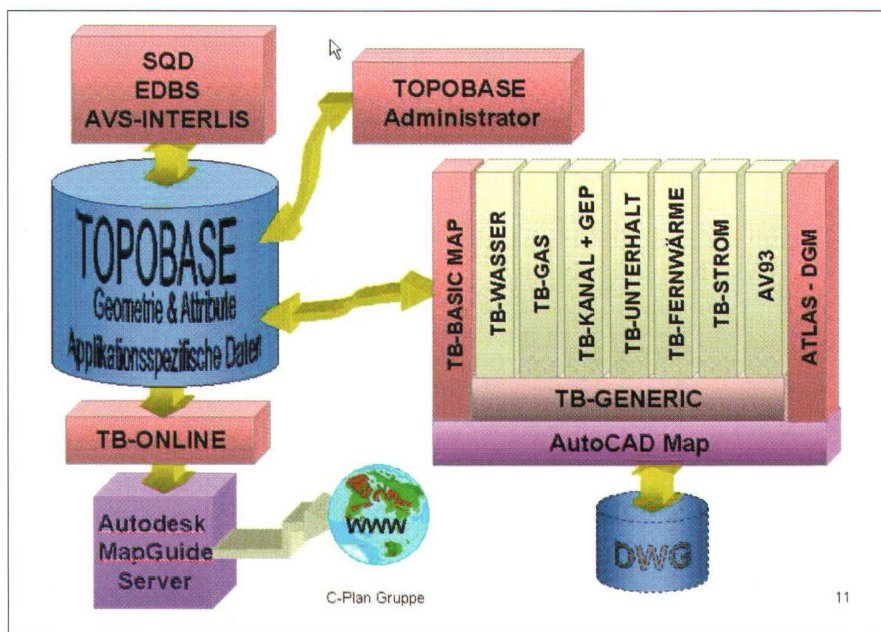 SQD
EDBS
AVS-INTERLIS
TOPOBASE
Administrator
TOPOBASE
Geometrie & Attribute
Applikationsspezifische Daten
TB-BASIC MAP
TB-WASSER
TB-GAS
TB-KANAL + GEP
TB-UNTERHALT
TB-FERNWÄRME
TB-STROM
AV93
ATLAS - DGM
TB-GENERIC
AutoCAD Map
TB-ONLINE
Autodesk
MapGuide
Server
WWW
DWG
C-Plan Gruppe
11